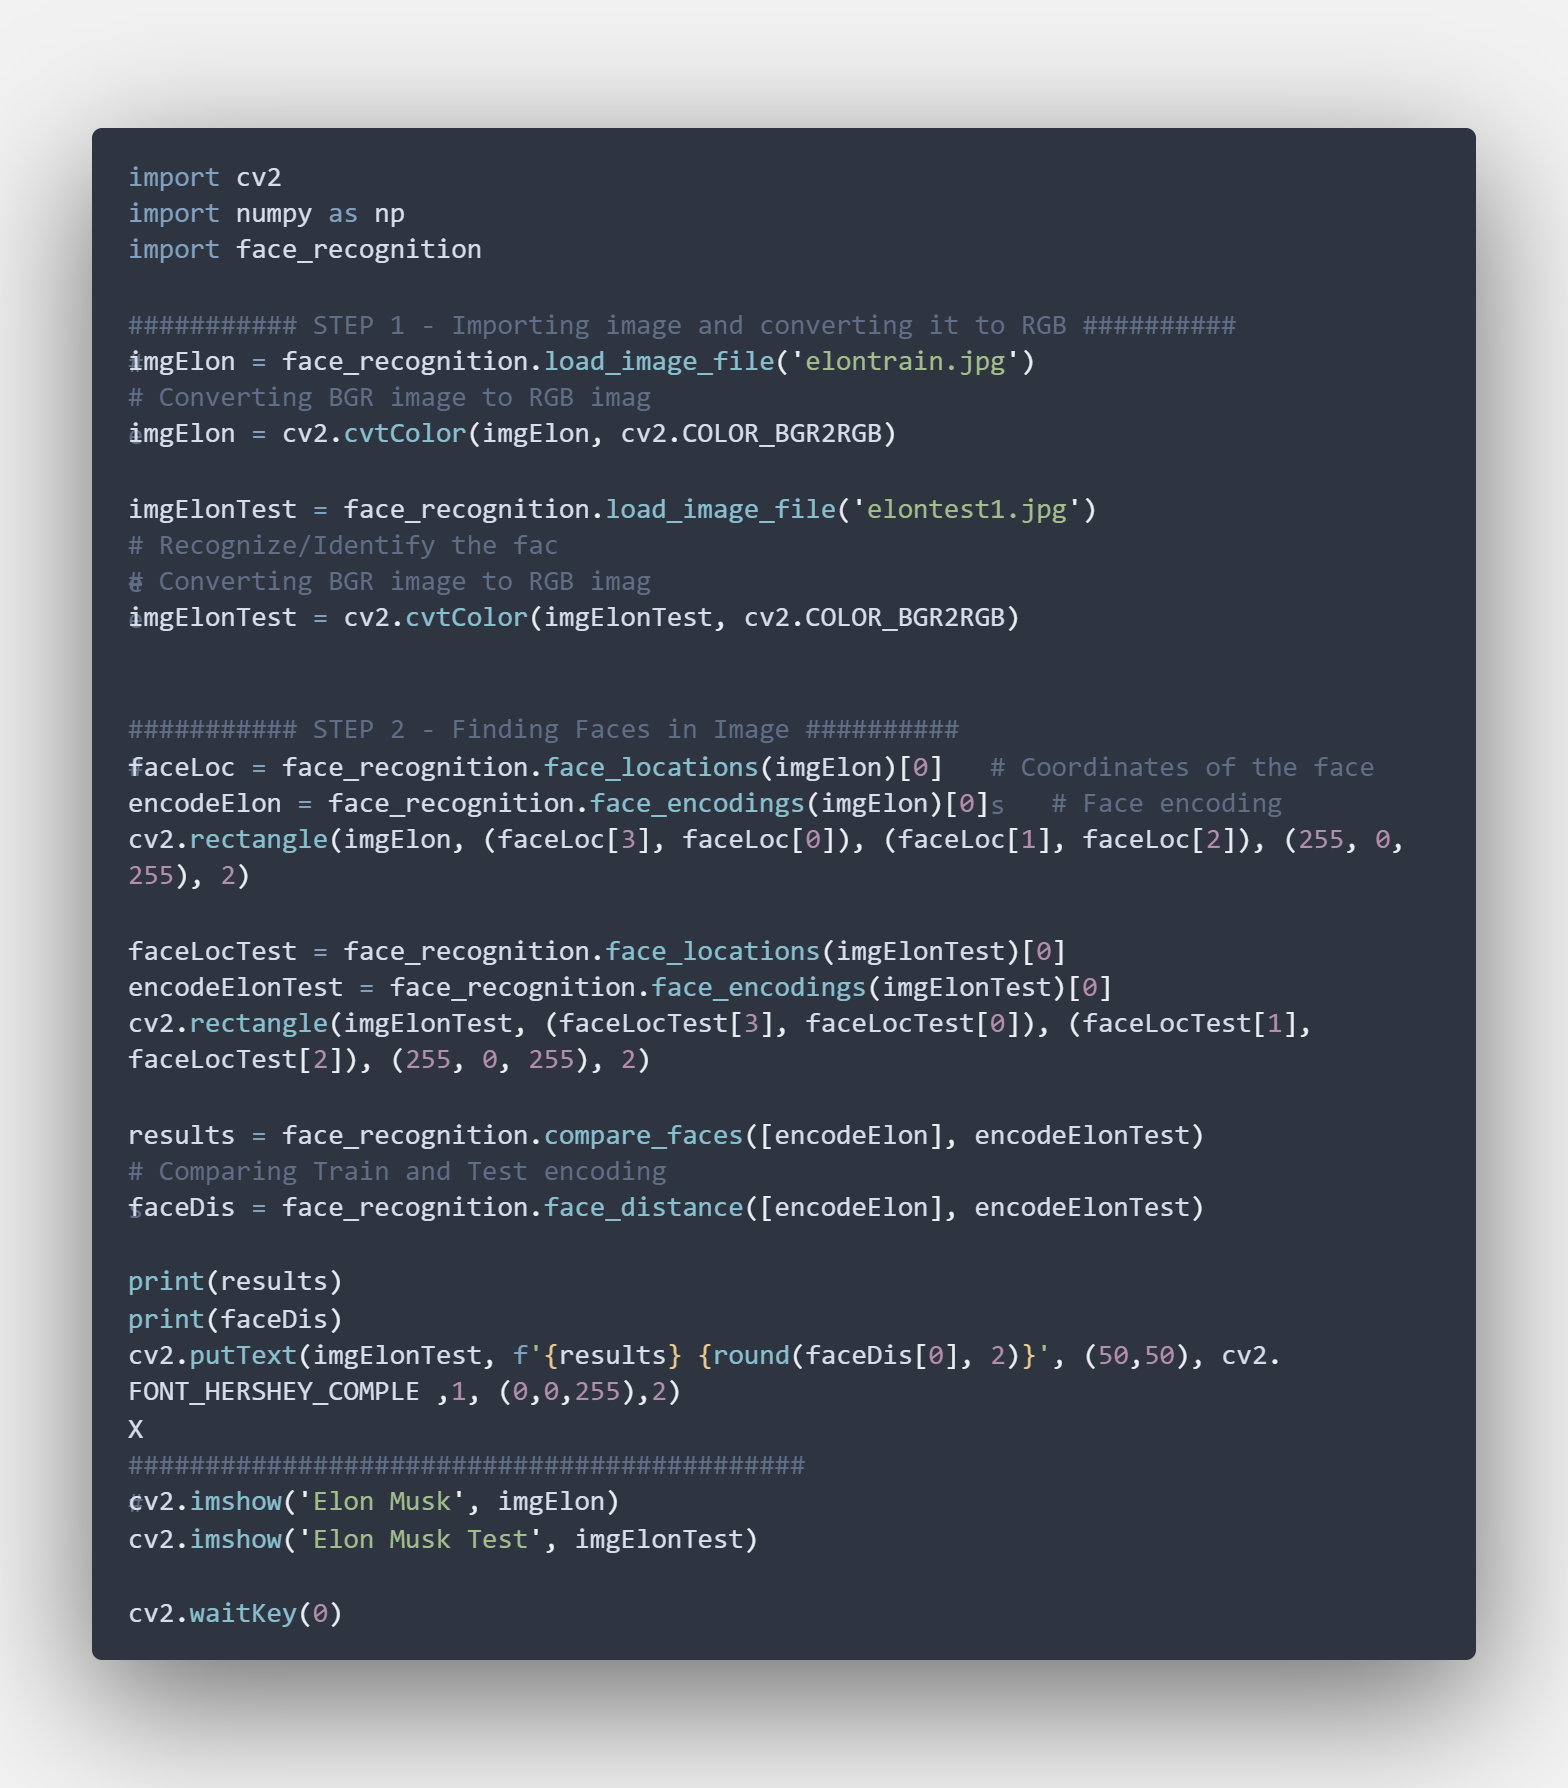 import cv2
import numpy as np
import face_recognition
########### STEP 1 - Importing image and converting it to RGB ##########
#
imgElon = face_recognition.load_image_file('elontrain.jpg')
# Converting BGR image to RGB imag
e
imgElon = cv2.cvtColor(imgElon, cv2.COLOR_BGR2RGB)
imgElonTest = face_recognition.load_image_file('elontest1.jpg')
# Recognize/Identify the fac
e
# Converting BGR image to RGB imag
e
imgElonTest = cv2.cvtColor(imgElonTest, cv2.COLOR_BGR2RGB)
########### STEP 2 - Finding Faces in Image ##########
#
faceLoc = face_recognition.face_locations(imgElon)[0]   # Coordinates of the face
encodeElon = face_recognition.face_encodings(imgElon)[0]s   # Face encoding
cv2.rectangle(imgElon, (faceLoc[3], faceLoc[0]), (faceLoc[1], faceLoc[2]), (255, 0,
255), 2)
faceLocTest = face_recognition.face_locations(imgElonTest)[0]
encodeElonTest = face_recognition.face_encodings(imgElonTest)[0]
cv2.rectangle(imgElonTest, (faceLocTest[3], faceLocTest[0]), (faceLocTest[1],
faceLocTest[2]), (255, 0, 255), 2)
results = face_recognition.compare_faces([encodeElon], encodeElonTest)
# Comparing Train and Test encoding
s
faceDis = face_recognition.face_distance([encodeElon], encodeElonTest)
print(results)
print(faceDis)
cv2.putText(imgElonTest, f'{results} {round(faceDis[0], 2)}', (50,50), cv2.
FONT_HERSHEY_COMPLE ,1, (0,0,255),2)
X
############################################
#
cv2.imshow('Elon Musk', imgElon)
cv2.imshow('Elon Musk Test', imgElonTest)
cv2.waitKey(0)